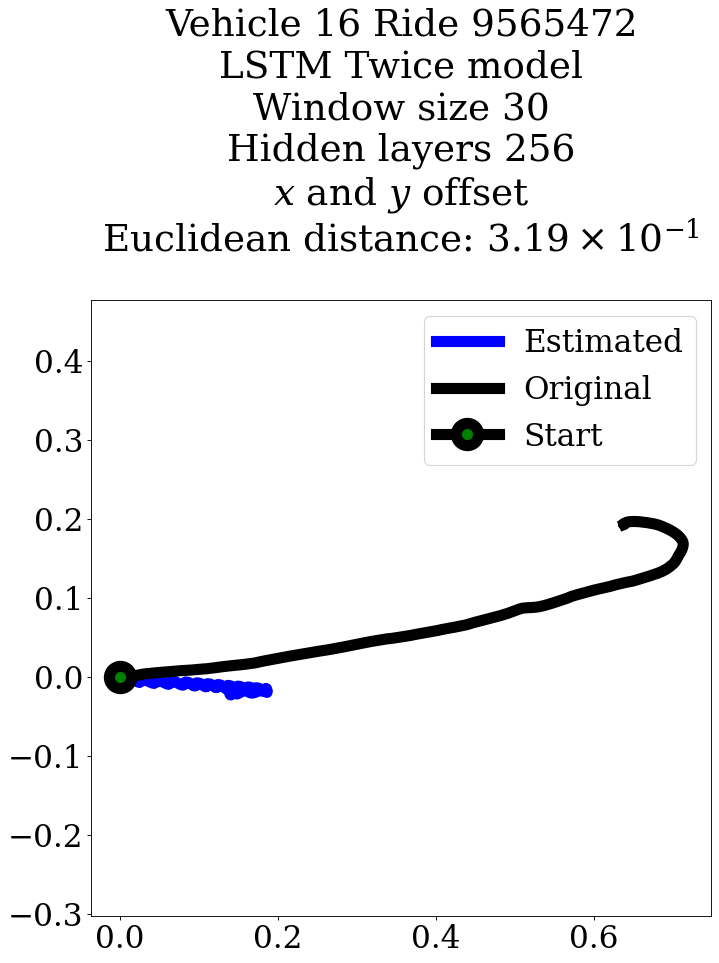 Vehicle 16 Ride 9565472
LSTM Twice model
Window size 30
Hidden layers 256
x and y offset
Euclidean distance: 3.19 × 10⁻¹
Estimated
Original
Start
0.4
0.3
0.2
0.1
0.0
−0.1
−0.2
−0.3
0.0 0.2 0.4 0.6